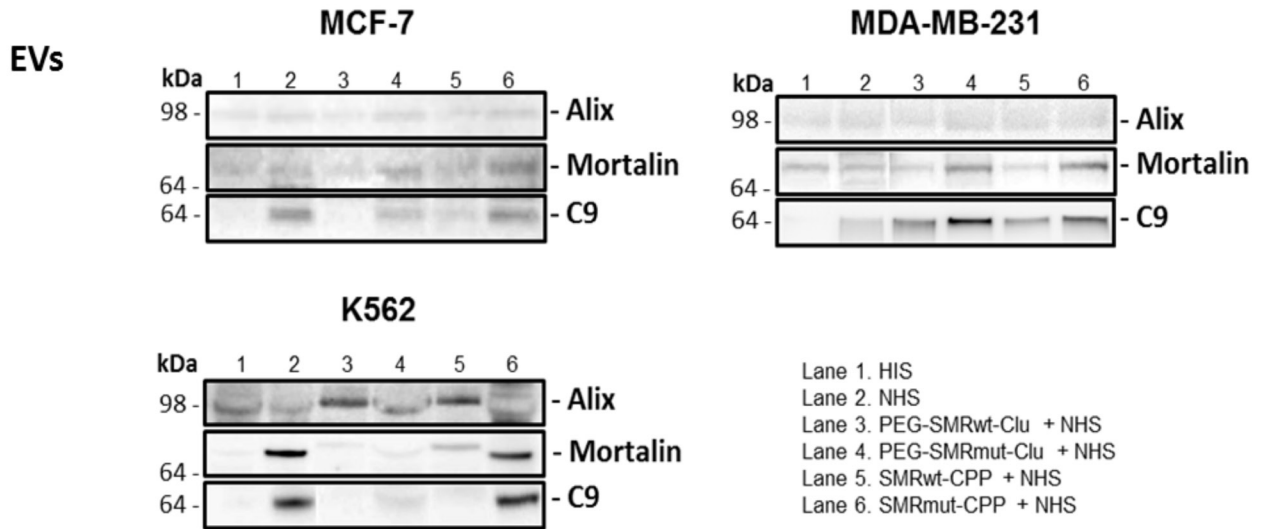 MCF-7
EVs
kDa 1 2 3 4 5 6
98 - - Alix
- Mortalin
64 -
64 - - C9
MDA-MB-231
kDa 1 2 3 4 5 6
98 - - Alix
- Mortalin
64 -
64 - - C9
K562
kDa 1 2 3 4 5 6
98 - - Alix
- Mortalin
64 -
64 - - C9
Lane 1. HIS
Lane 2. NHS
Lane 3. PEG-SMRwt-Clu + NHS
Lane 4. PEG-SMRmut-Clu + NHS
Lane 5. SMRwt-CPP + NHS
Lane 6. SMRmut-CPP + NHS